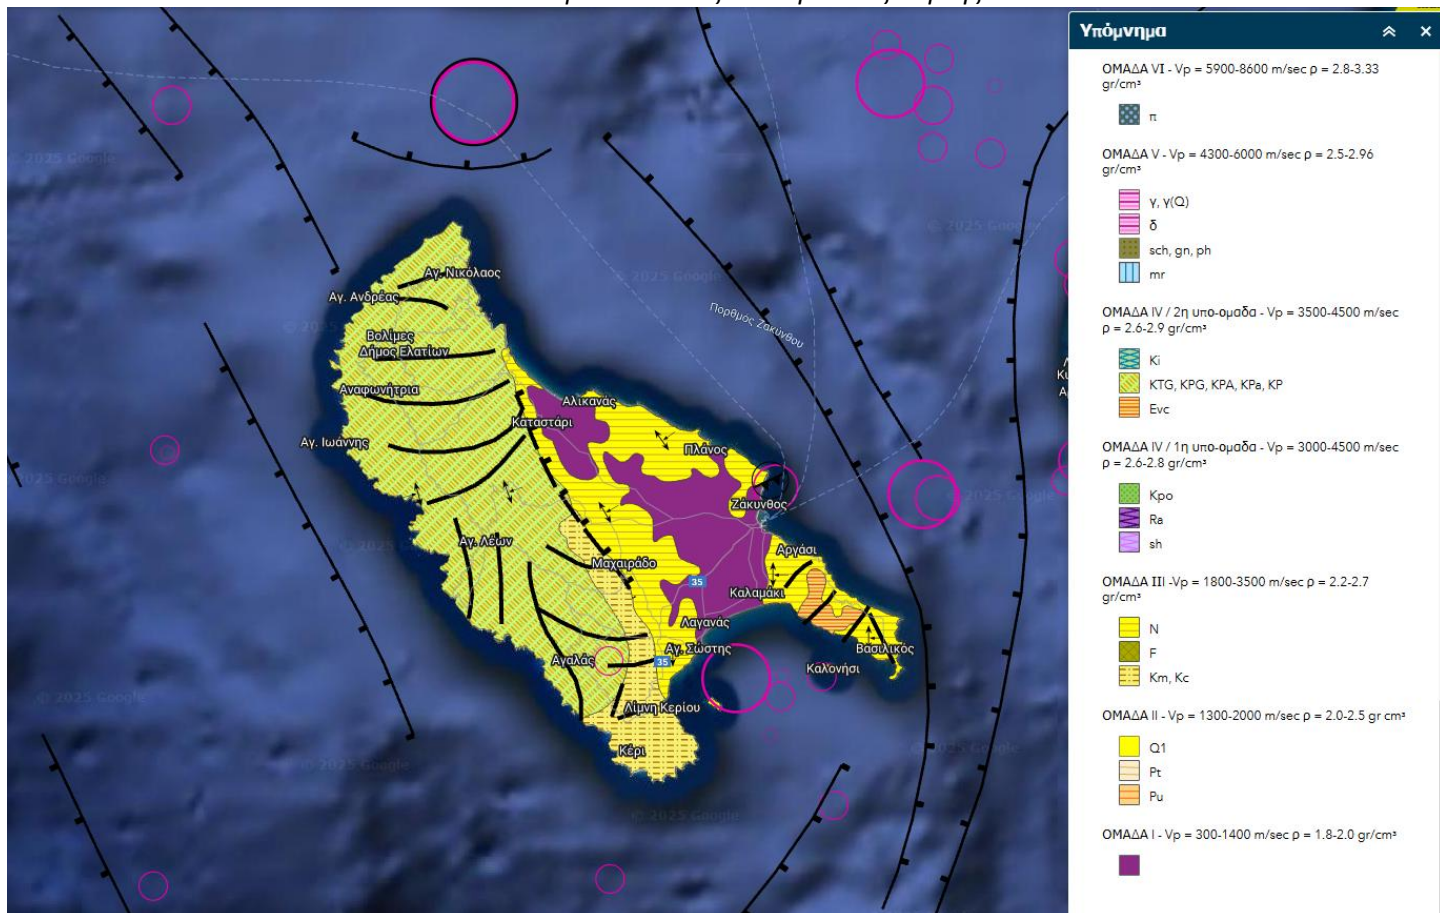 Υπόμνημα
ΟΜΑΔΑ VI - Vp = 5900-8600 m/sec ρ = 2.8-3.33
gr/cm³
π
ΟΜΑΔΑ V - Vp = 4300-6000 m/sec ρ = 2.5-2.96
gr/cm³
γ, γ(Q)
δ
sch, gn, ph
mr
ΟΜΑΔΑ IV / 2η υπο-ομαδα - Vp = 3500-4500 m/sec
ρ = 2.6-2.9 gr/cm³
Ki
KTG, KPG, KPA, KPa, KP
Evc
ΟΜΑΔΑ IV / 1η υπο-ομαδα - Vp = 3000-4500 m/sec
ρ = 2.6-2.8 gr/cm³
Kpo
Ra
sh
ΟΜΑΔΑ III -Vp = 1800-3500 m/sec ρ = 2.2-2.7
gr/cm³
N
F
Km, Kc
ΟΜΑΔΑ II - Vp = 1300-2000 m/sec ρ = 2.0-2.5 gr cm³
Q1
Pt
Pu
ΟΜΑΔΑ I - Vp = 300-1400 m/sec ρ = 1.8-2.0 gr/cm³
© 2025 Google
Αγ. Νικόλαος
Αγ. Ανδρέας
Πορθμός Ζακύνθου
Βολίμες
Δήμος Ελατίων
Αναφωνήτρια
Αλικανάς
Καταστάρι
Αγ. Ιωάννης
Πλάνος
Ζάκυνθος
Αγ. Λέων
Αργάσι
Μαχαιράδο
35
Καλαμάκι
Λαγανάς
Αγ. Σώστης
Βασιλικός
Αγαλάς
35
Καλονήσι
Λίμνη Κερίου
Κερί